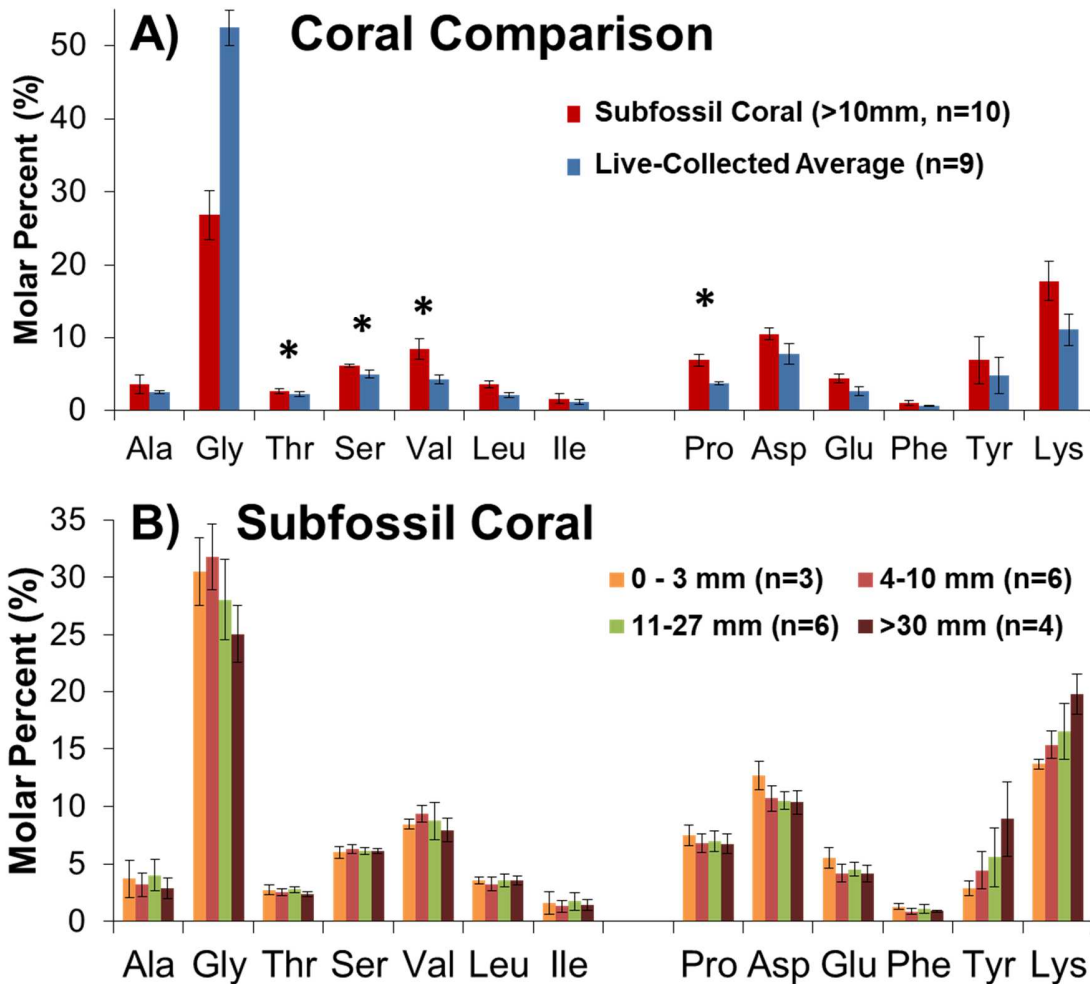 A) Coral Comparison
Molar Percent (%)
50
40
30
20
10
0
Subfossil Coral (>10mm, n=10)
Live-Collected Average (n=9)
* * * *
Ala Gly Thr Ser Val Leu Ile Pro Asp Glu Phe Tyr Lys
B) Subfossil Coral
Molar Percent (%)
35
30
25
20
15
10
5
0
0 - 3 mm (n=3) 4-10 mm (n=6)
11-27 mm (n=6) >30 mm (n=4)
Ala Gly Thr Ser Val Leu Ile Pro Asp Glu Phe Tyr Lys